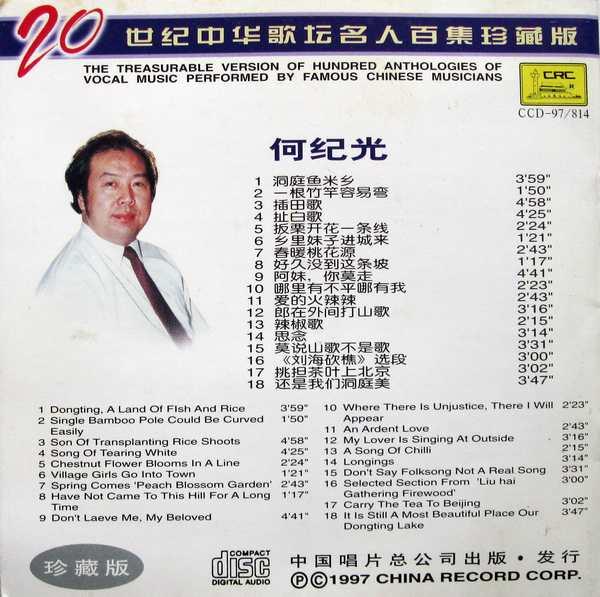 20世纪中华歌坛名人百集珍藏版
THE TREASURABLE VERSION OF HUNDRED ANTHOLOGIES OF
VOCAL MUSIC PERFORMED BY FAMOUS CHINESE MUSICIANS
CRC
CCD-97/814
何纪光
1 洞庭鱼米乡 3'59"
2 一根竹竿容易弯 1'50"
3 插田歌 4'58"
4 扯白歌 4'25"
5 扳栗开花一条线 2'24"
6 乡里妹子进城来 1'21"
7 春暖桃花源 2'43"
8 好久没到这条坡 1'17"
9 阿妹，你莫走 4'41"
10 哪里有不平哪有我 2'23"
11 爱的火辣辣 2'43"
12 郎在外间打山歌 3'16"
13 辣椒歌 2'15"
14 思念 3'14"
15 莫说山歌不是歌 3'31"
16 《刘海砍樵》选段 3'00"
17 挑担茶叶上北京 3'02"
18 还是我们洞庭美 3'47"
1 Dongting, A Land Of FIsh And Rice 3'59"
2 Single Bamboo Pole Could Be Curved 1'50"
Easily
3 Son Of Transplanting Rice Shoots 4'58"
4 Song Of Tearing White 4'25"
5 Chestnut Flower Blooms In A Line 2'24"
6 Village Girls Go Into Town 1'21"
7 Spring Comes 'Peach Blossom Garden' 2'43"
8 Have Not Came To This Hill For A Long 1'17"
Time
9 Don't Laeve Me, My Beloved 4'41"
10 Where There Is Unjustice, There I Will 2'23"
Appear
11 An Ardent Love 2'43"
12 My Lover Is Singing At Outside 3'16"
13 A Song Of Chilli 2'15"
14 Longings 3'14"
15 Don't Say Folksong Not A Real Song 3'31"
16 Selected Section From 'Liu hai 3'00"
Gathering Firewood'
17 Carry The Tea To Beijing 3'02"
18 It Is Still A Most Beautiful Place Our 3'47"
Dongting Lake
珍藏版
COMPACT
disc
DIGITAL AUDIO
中国唱片总公司出版·发行
Ⓟ©1997 CHINA RECORD CORP.